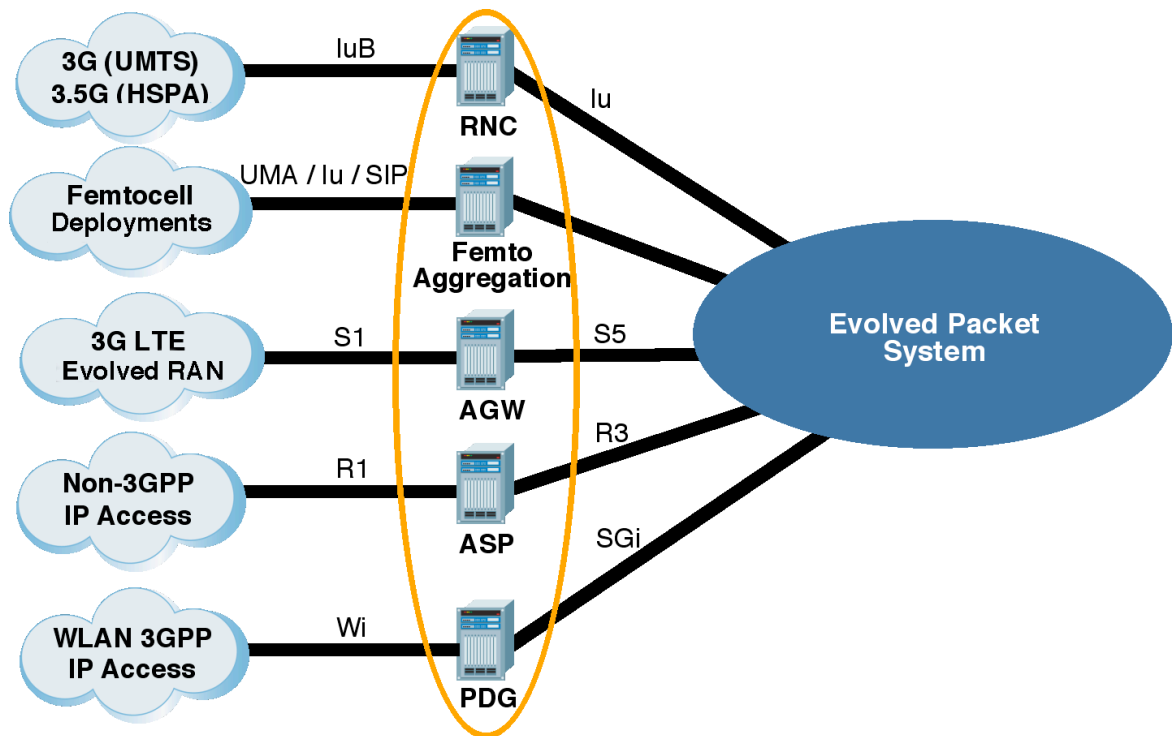 3G (UMTS)
3.5G (HSPA)
IuB
RNC
Iu
Femtocell
Deployments
UMA / Iu / SIP
Femto
Aggregation
3G LTE
Evolved RAN
S1
AGW
S5
Evolved Packet
System
Non-3GPP
IP Access
R1
ASP
R3
WLAN 3GPP
IP Access
Wi
PDG
SGi